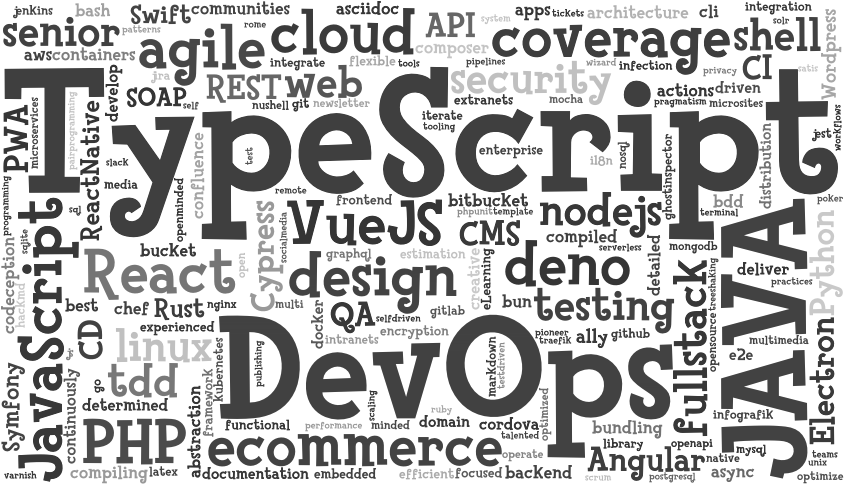 jenkins
bash
Swift
communities
asciidoc
API
system
apps
tickets
architecture
cli
integration
solr
senior
patterns
agile
rome
cloud
composer
coverage
shell
Wordpress
aws
containers
integrate
flexible
tools
pipelines
wizard
infection
privacy
CI
satis
develop
jira
REST
web
security
actions
driven
SOAP
self
nushell
git
newsletter
extranets
mocha
pragmatism
microsites
PWA
microservices
pairprogramming
ReactNative
TypeScript
iterate
tooling
jest
workflows
enterprise
il8n
nosql
ghostinspector
distribution
slack
test
confluence
media
openminded
remote
programming
sql
frontend
bitbucket
bdd
poker
phpunit
template
terminal
JavaScript
VueJS
CMS
nodejs
socialmedia
Cypress
sqlite
bucket
compiled
serverless
mongodb
codeception
hackmd
React
open
graphql
estimation
creative
eLearning
deno
detailed
JAVA
Python
deliver
practices
design
treeshaking
best
chef
Rust
nginx
multi
docker
QA
selfdriven
gitlab
bun
testing
fullstack
opensource
experienced
encryption
pioneer
traefik
ally
github
multimedia
Electron
CD
linux
kubernetes
intranets
markdown
testdriven
e2e
Symfony
continuously
go
tdd
publishing
DevOps
determined
framework
scaling
optimized
infografik
functional
performance
minded
ruby
domain
cordova
talented
bundling
PHP
abstraction
ecommerce
operate
library
openapi
mysql
varnish
compiling
latex
documentation
embedded
efficient
focused
backend
scrum
Angular
postgresql
native
async
teams
unix
optimize